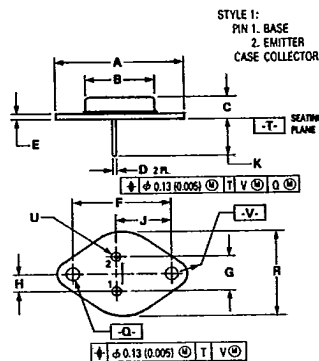 STYLE 1:
PIN 1. BASE
2. EMITTER
CASE COLLECTOR
A
B
C
E
-T- SEATING PLANE
D 2 PL.
K
⌖ ϕ 0.13 (0.005) Ⓜ T V Ⓜ Q Ⓜ
F
J
-V-
U
2
H
1
G
R
-Q-
⌖ ϕ 0.13 (0.005) Ⓜ T V Ⓜ